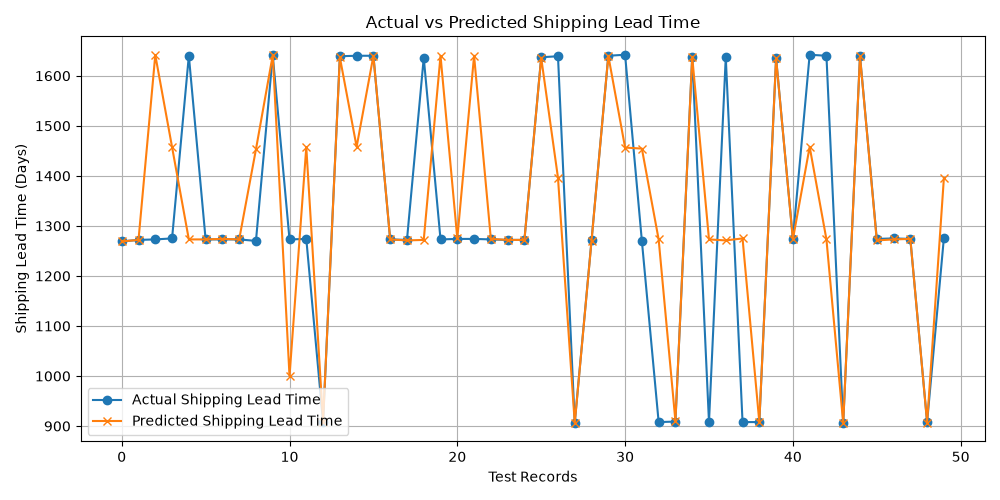 Actual vs Predicted Shipping Lead Time
Shipping Lead Time (Days)
1600
1500
1400
1300
1200
1100
1000
900
Actual Shipping Lead Time
Predicted Shipping Lead Time
0 10 20 30 40 50
Test Records